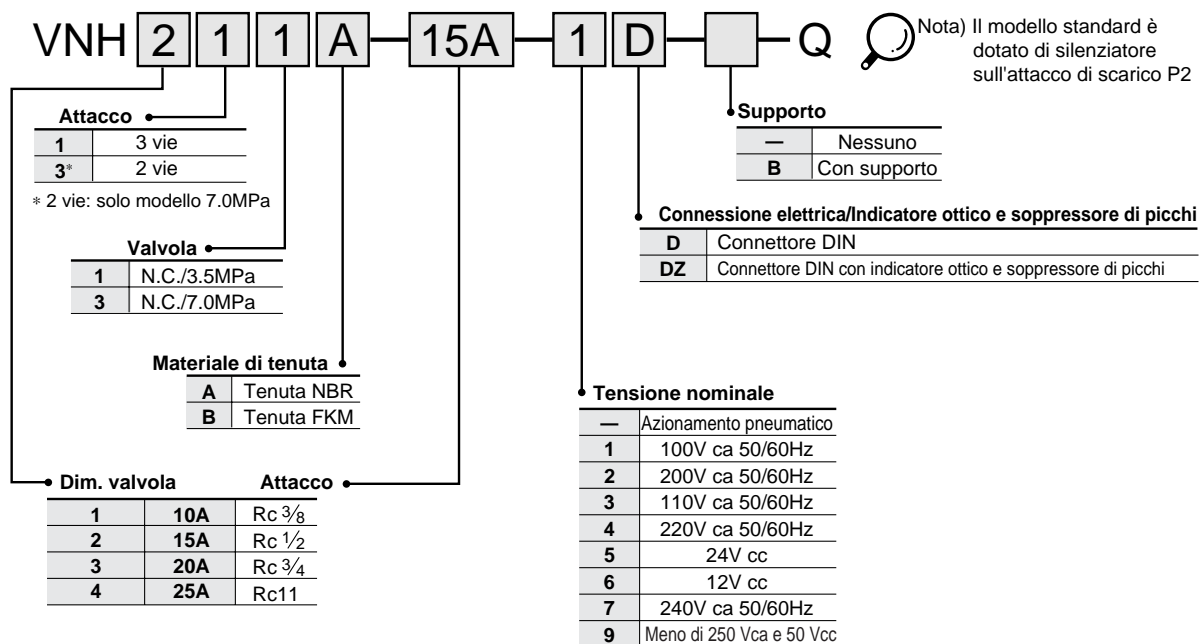 VNH 2 1 1 A — 15A — 1 D — — Q
Nota) Il modello standard è
dotato di silenziatore
sull'attacco di scarico P2
Attacco
1 3 vie
3* 2 vie
* 2 vie: solo modello 7.0MPa
Valvola
1 N.C./3.5MPa
3 N.C./7.0MPa
Materiale di tenuta
A Tenuta NBR
B Tenuta FKM
Dim. valvola Attacco
1 10A Rc 3/8
2 15A Rc 1/2
3 20A Rc 3/4
4 25A Rc11
Supporto
— Nessuno
B Con supporto
Connessione elettrica/Indicatore ottico e soppressore di picchi
D Connettore DIN
DZ Connettore DIN con indicatore ottico e soppressore di picchi
Tensione nominale
— Azionamento pneumatico
1 100V ca 50/60Hz
2 200V ca 50/60Hz
3 110V ca 50/60Hz
4 220V ca 50/60Hz
5 24V cc
6 12V cc
7 240V ca 50/60Hz
9 Meno di 250 Vca e 50 Vcc